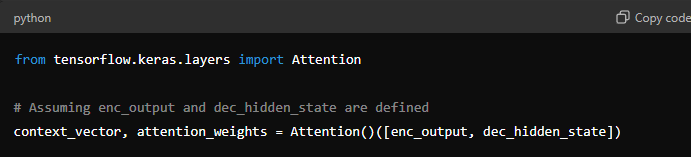 python
Copy code
from tensorflow.keras.layers import Attention
# Assuming enc_output and dec_hidden_state are defined
context_vector, attention_weights = Attention()([enc_output, dec_hidden_state])